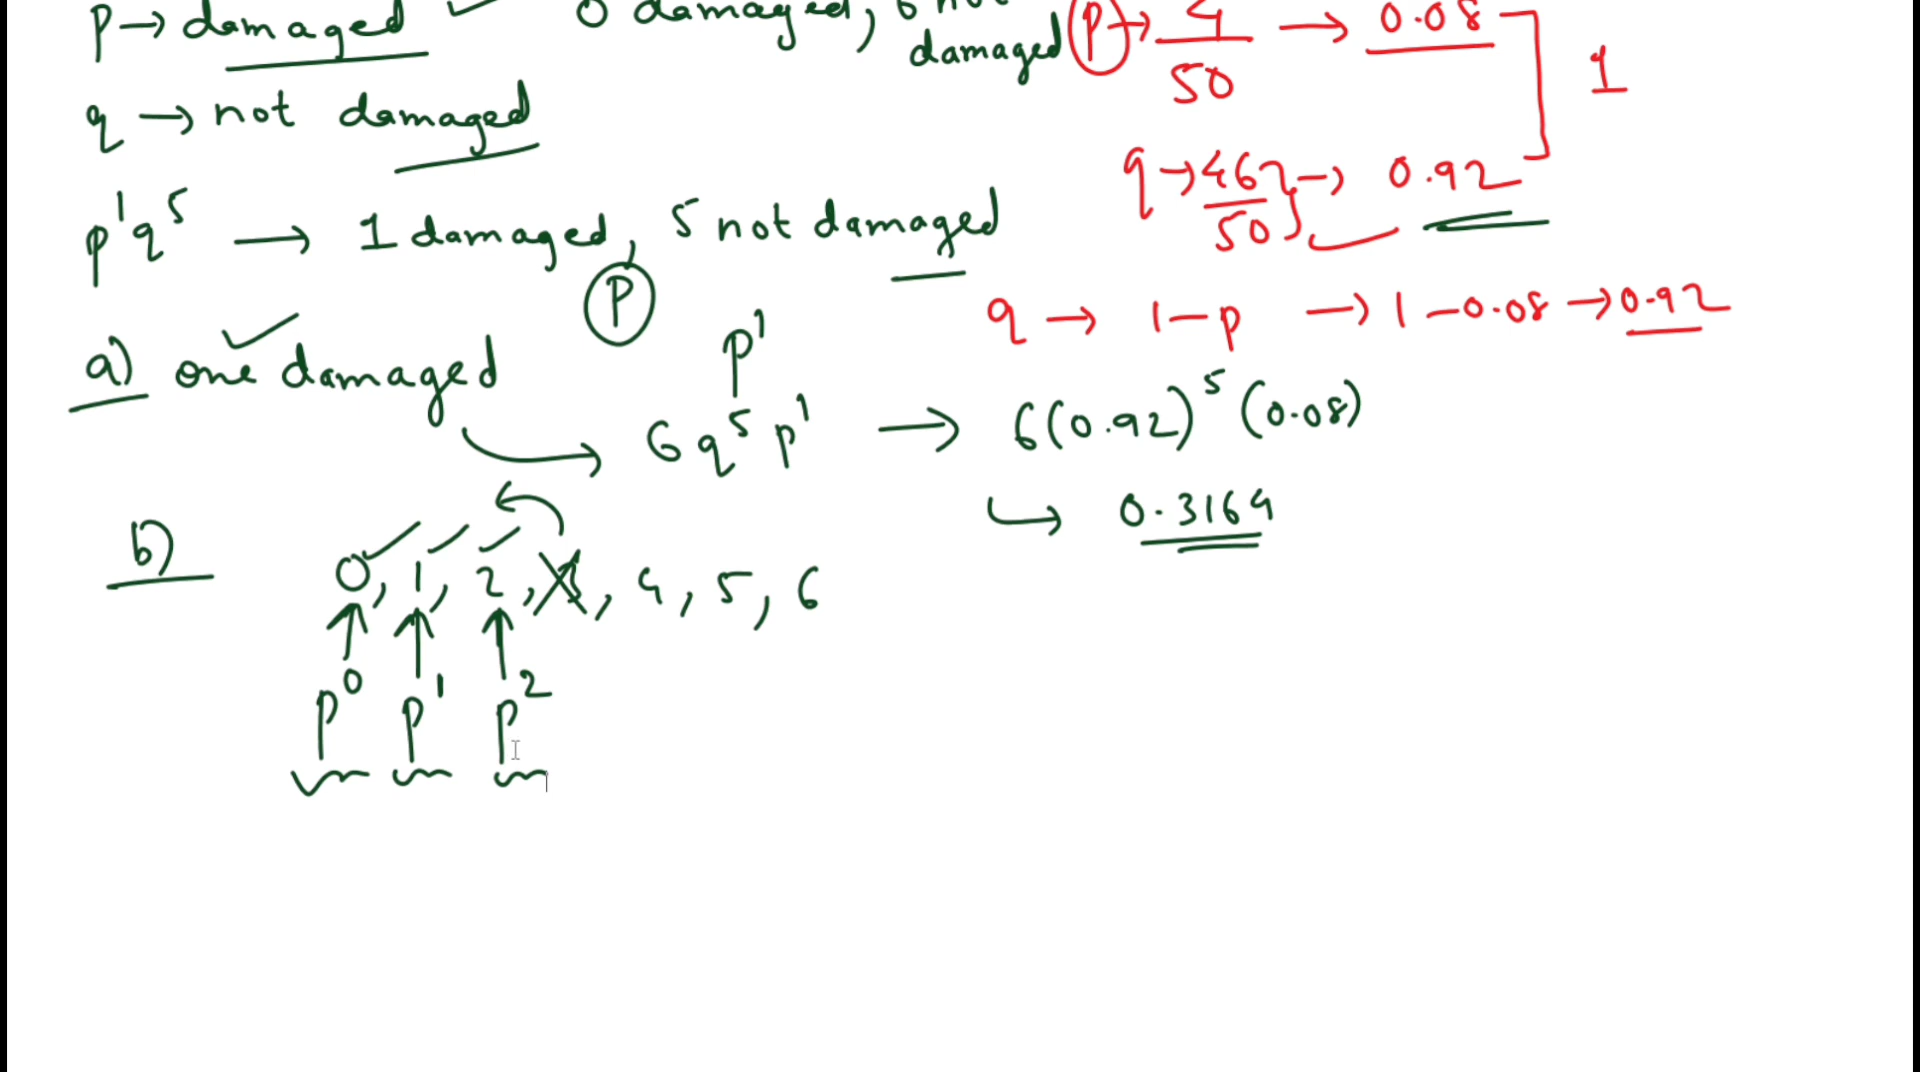 p → damaged 0 damaged, 6 not damaged
q → not damaged
p¹q⁵ → 1 damaged, 5 not damaged
P
a) one damaged
p¹
6q⁵p¹ → 6(0.92)⁵(0.08)
↳ 0.3164
b) 0, 1, 2, 3, 4, 5, 6
p⁰ p¹ p²
p → 4/50 → 0.08
1
q → 46/50 → 0.92
q → 1 - p → 1 - 0.08 → 0.92